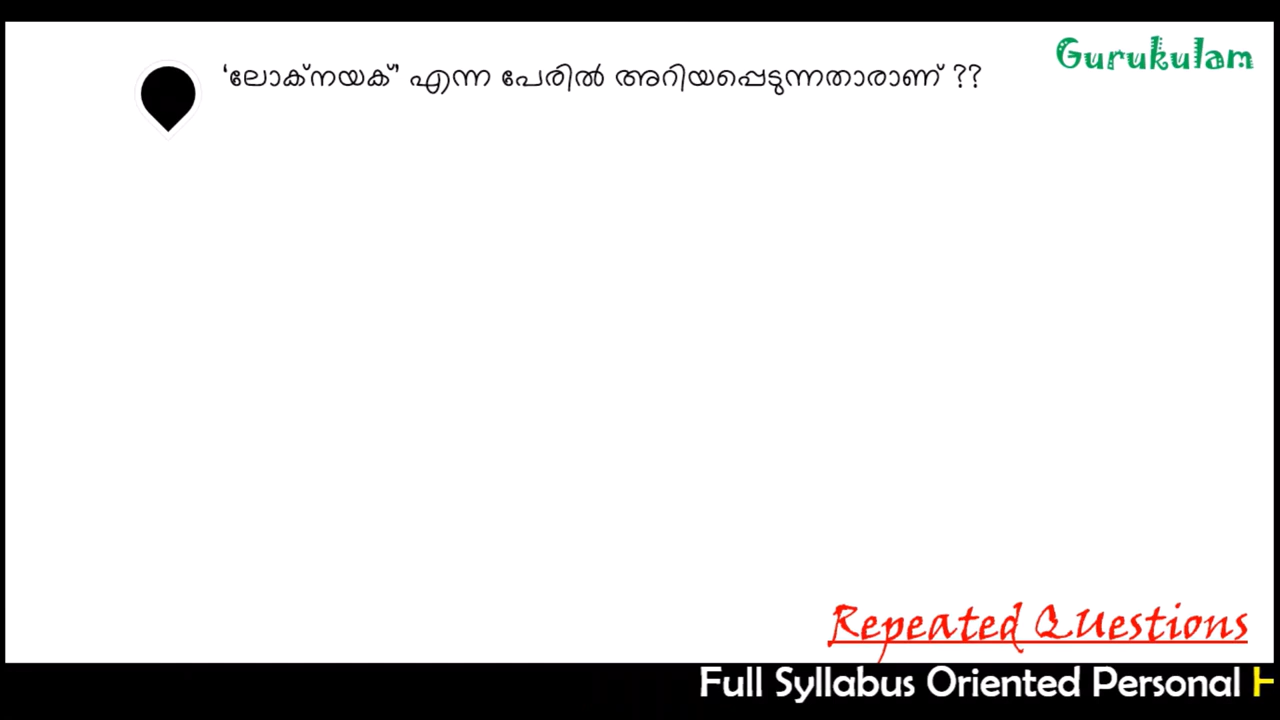 Gurukulam
‘ലോക്നയക്’ എന്ന പേരിൽ അറിയപ്പെടുന്നതാരാണ് ??
Repeated QUestions
Full Syllabus Oriented Personal